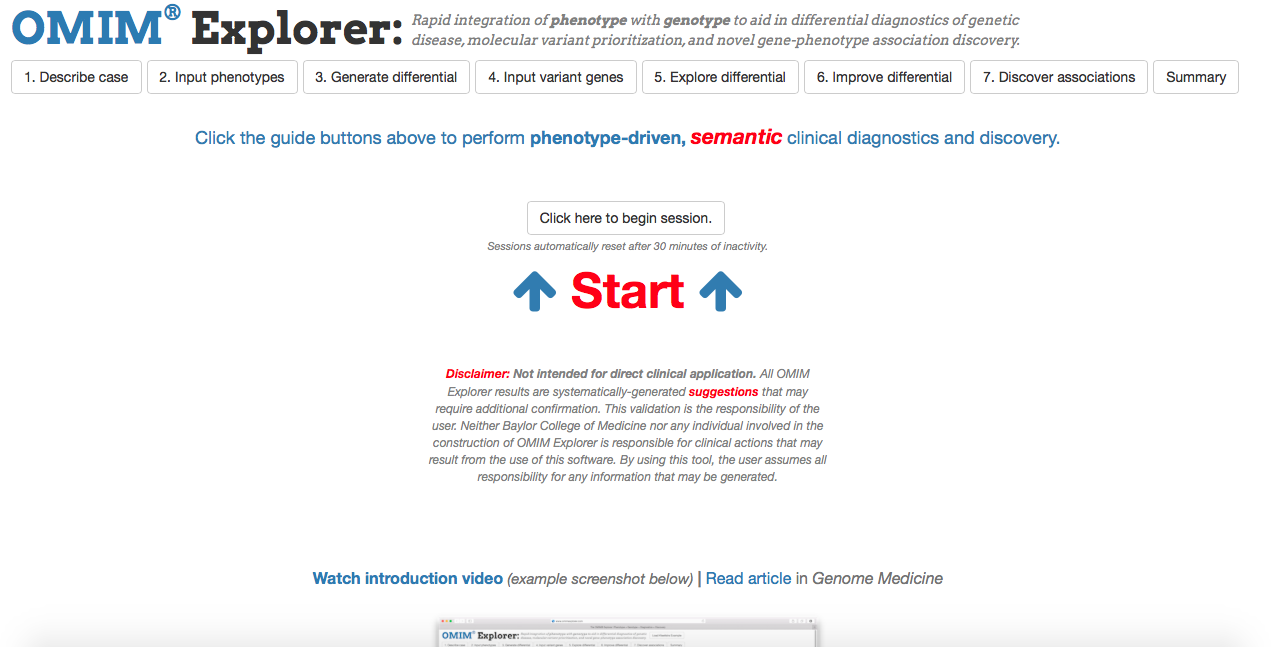 OMIM® Explorer: Rapid integration of phenotype with genotype to aid in differential diagnostics of genetic
disease, molecular variant prioritization, and novel gene-phenotype association discovery.
1. Describe case 2. Input phenotypes 3. Generate differential 4. Input variant genes 5. Explore differential 6. Improve differential 7. Discover associations Summary
Click the guide buttons above to perform phenotype-driven, semantic clinical diagnostics and discovery.
Click here to begin session.
Sessions automatically reset after 30 minutes of inactivity.
Start
Disclaimer: Not intended for direct clinical application. All OMIM
Explorer results are systematically-generated suggestions that may
require additional confirmation. This validation is the responsibility of the
user. Neither Baylor College of Medicine nor any individual involved in the
construction of OMIM Explorer is responsible for clinical actions that may
result from the use of this software. By using this tool, the user assumes all
responsibility for any information that may be generated.
Watch introduction video (example screenshot below) | Read article in Genome Medicine
OMIM® Explorer: